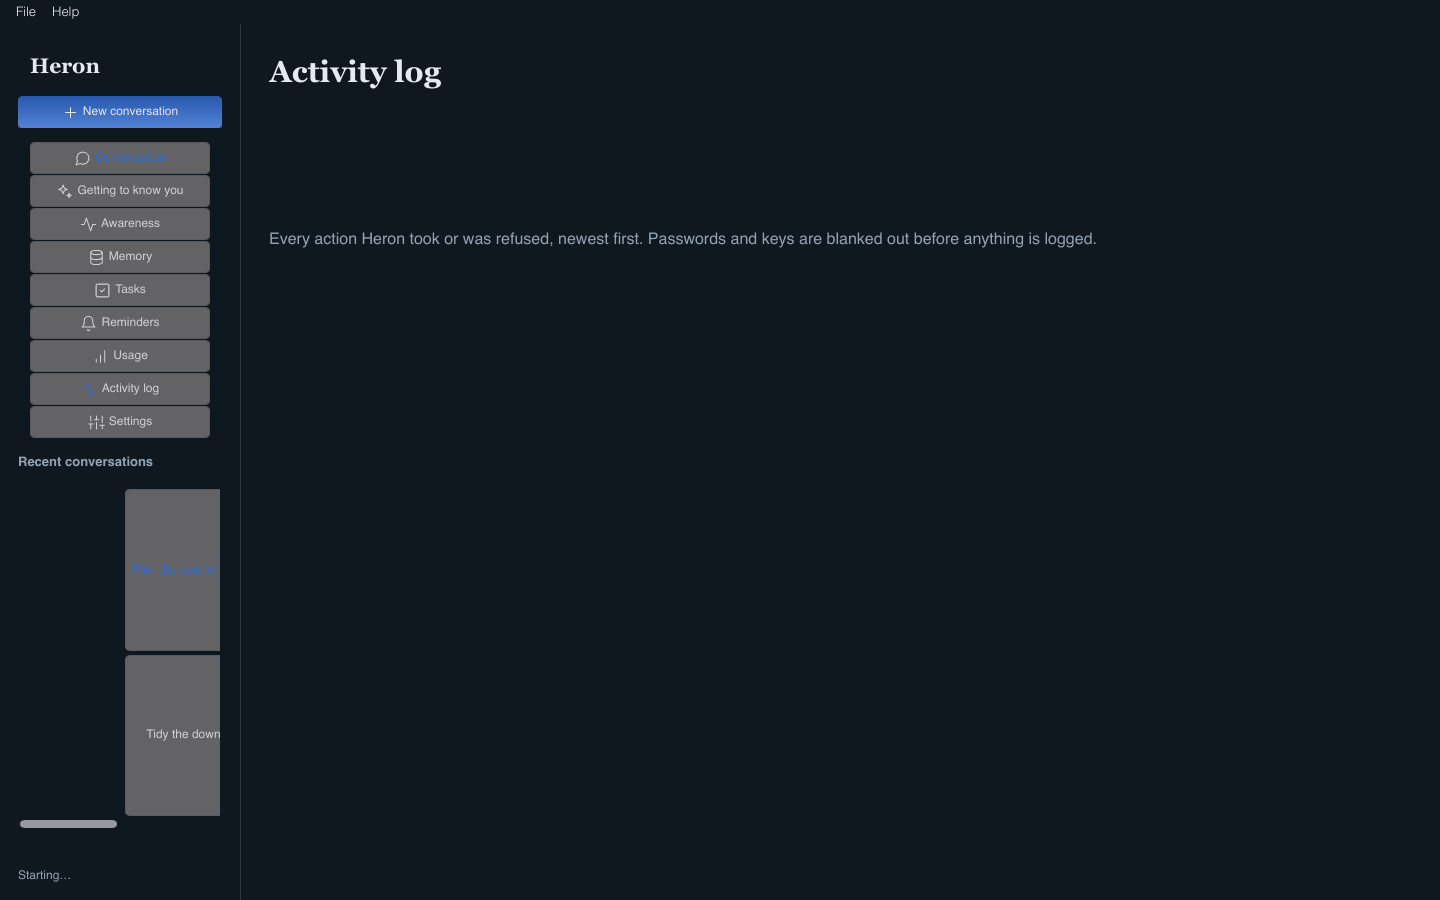 File Help
Heron
New conversation
Conversation
Getting to know you
Awareness
Memory
Tasks
Reminders
Usage
Activity log
Settings
Recent conversations
Tidy the down
Starting…
Activity log
Every action Heron took or was refused, newest first. Passwords and keys are blanked out before anything is logged.